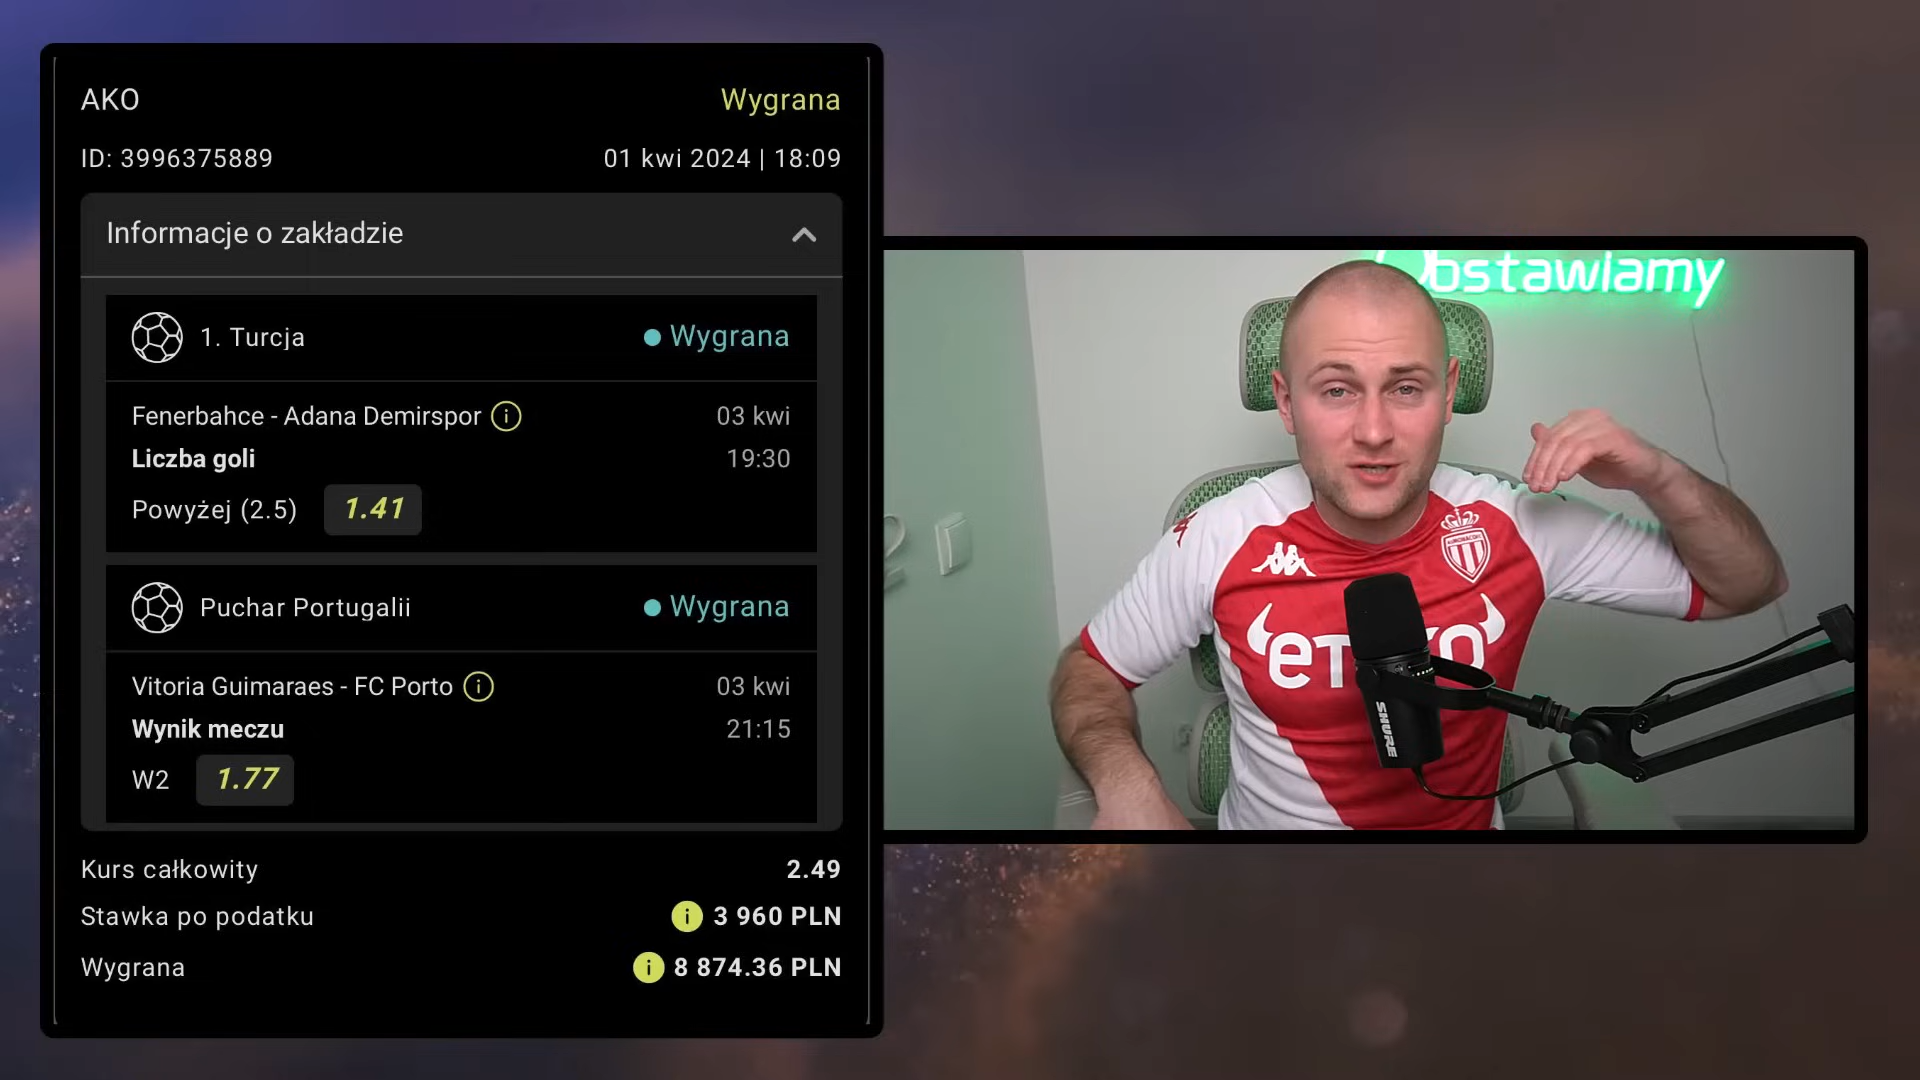 AKO
Wygrana
ID: 3996375889
01 kwi 2024 | 18:09
Informacje o zakładzie
1. Turcja
Wygrana
Fenerbahce - Adana Demirspor
03 kwi
Liczba goli
19:30
Powyżej (2.5)
1.41
Puchar Portugalii
Wygrana
Vitoria Guimaraes - FC Porto
03 kwi
Wynik meczu
21:15
W2
1.77
Kurs całkowity
2.49
Stawka po podatku
3 960 PLN
Wygrana
8 874.36 PLN
Obstawiamy
SHURE